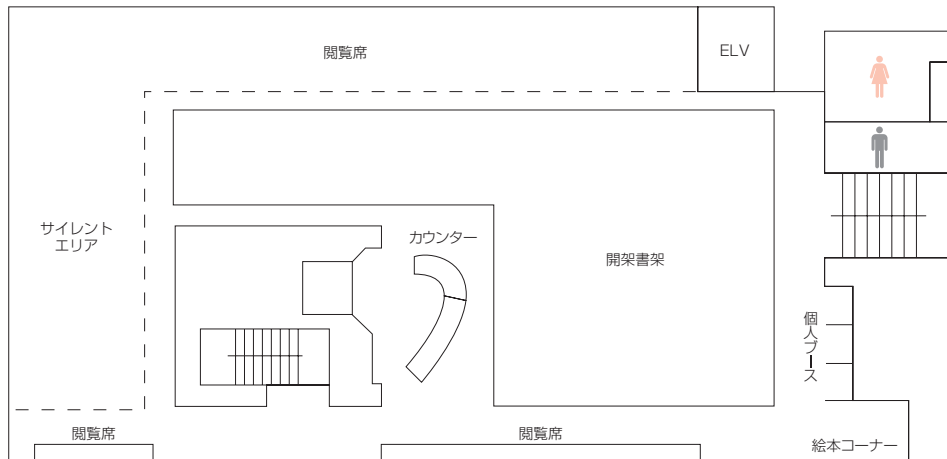 閲覧席
ELV
サイレント
エリア
カウンター
開架書架
個人ブース
閲覧席
閲覧席
絵本コーナー